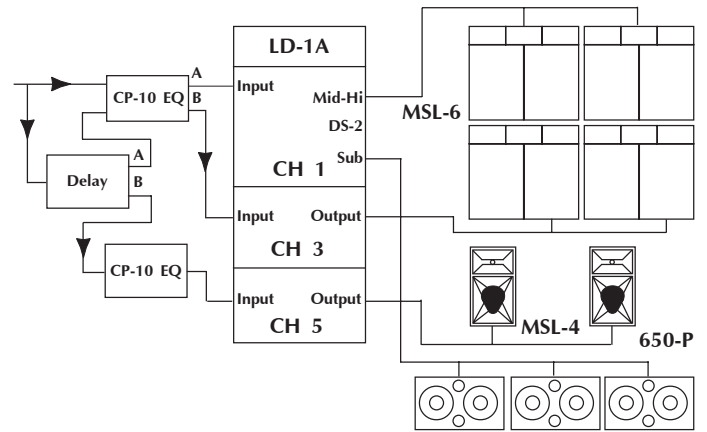 LD-1A
A
Input
CP-10 EQ
B
Mid-Hi
MSL-6
DS-2
A
Sub
Delay
B
CH 1
Input
Output
CH 3
CP-10 EQ
Input
Output
MSL-4
CH 5
650-P